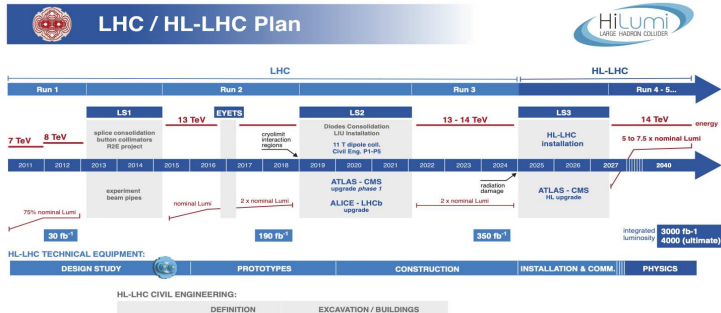 LHC / HL-LHC Plan
HiLumi
LARGE HADRON COLLIDER
LHC
HL-LHC
Run 1
Run 2
Run 3
Run 4 - 5...
LS1
EYETS
LS2
LS3
13 TeV
13 - 14 TeV
14 TeV
energy
splice consolidation
button collimators
R2E project
Diodes Consolidation
LIU Installation
11 T dipole coll.
Civil Eng. P1-P5
cryolimit
interaction
regions
HL-LHC
installation
5 to 7.5 x nominal Lumi
7 TeV
8 TeV
2011
2012
2013
2014
2015
2016
2017
2018
2019
2020
2021
2022
2023
2024
2025
2026
2027
2040
experiment
beam pipes
ATLAS - CMS
upgrade phase 1
ALICE - LHCb
upgrade
radiation
damage
ATLAS - CMS
HL upgrade
75% nominal Lumi
nominal Lumi
2 x nominal Lumi
2 x nominal Lumi
30 fb⁻¹
190 fb⁻¹
350 fb⁻¹
integrated
luminosity
3000 fb-1
4000 (ultimate)
HL-LHC TECHNICAL EQUIPMENT:
DESIGN STUDY
PROTOTYPES
CONSTRUCTION
INSTALLATION & COMM.
PHYSICS
HL-LHC CIVIL ENGINEERING:
DEFINITION
EXCAVATION / BUILDINGS